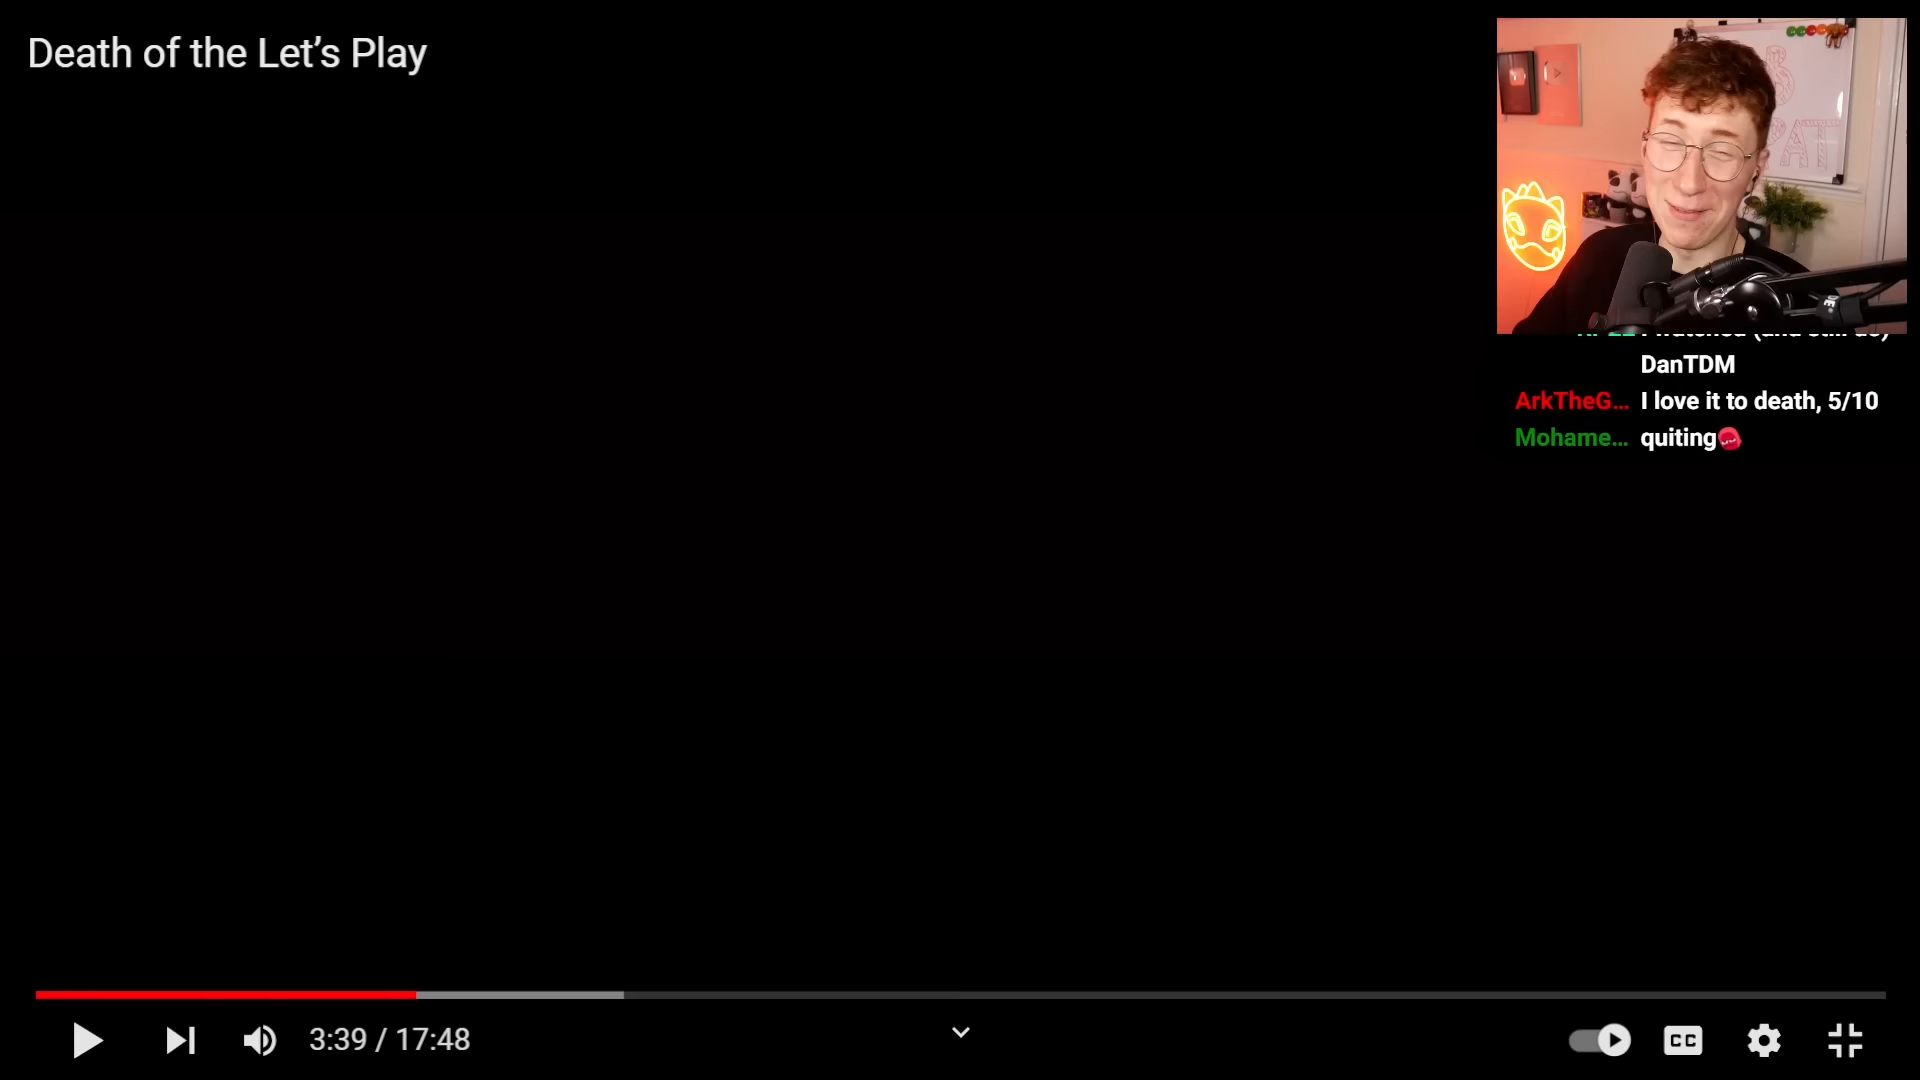 Death of the Let’s Play
DanTDM
ArkTheG... I love it to death, 5/10
Mohame... quiting
3:39 / 17:48
CC